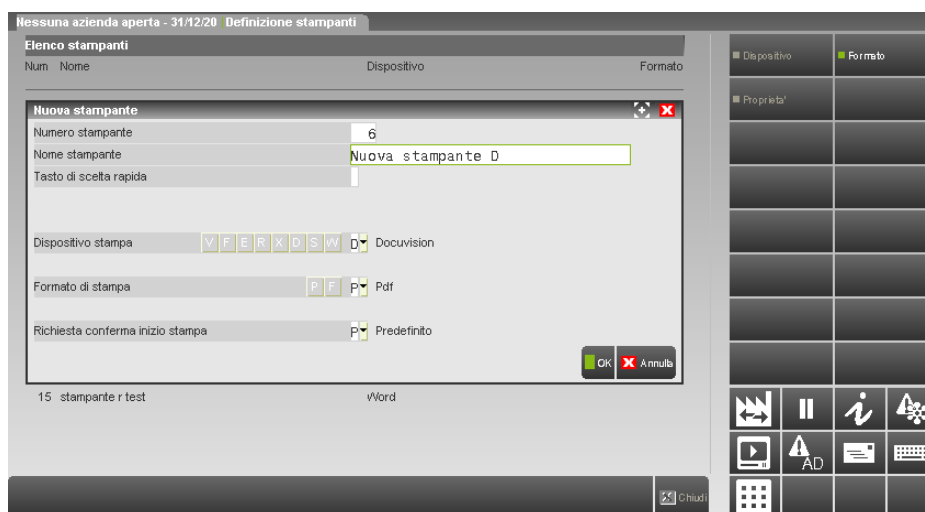 Nessuna azienda aperta - 31/12/20 Definizione stampanti
Elenco stampanti
Num Nome Dispositivo Formato
Nuova stampante
Numero stampante 6
Nome stampante Nuova stampante D
Tasto di scelta rapida
Dispositivo stampa V F E R X D S W D Docuvision
Formato di stampa P F P Pdf
Richiesta conferma inizio stampa P Predefinito
OK Annulla
15 stampante r test Word
Chiudi
Dispositivo Formato
Proprieta'
i
AD